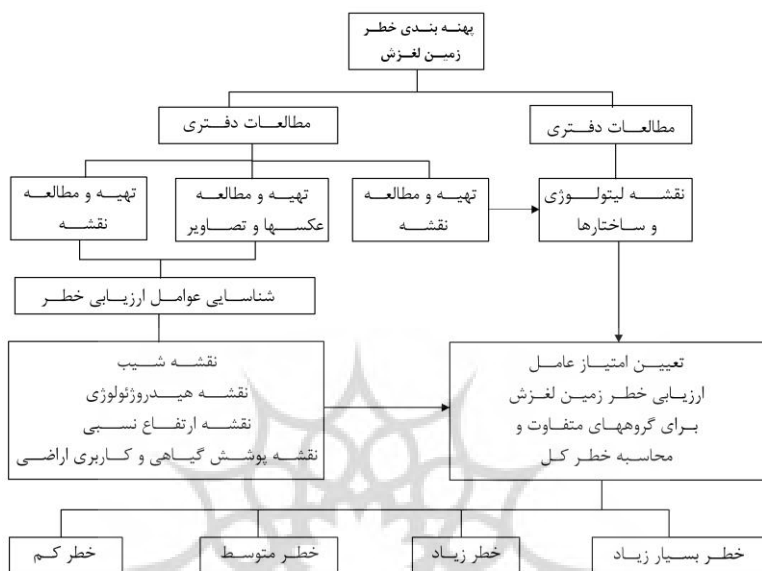 پهنه بندی خطر
زمین لغزش
مطالعات دفتری
مطالعات دفتری
نقشه لیتولوژی
و ساختارها
تهیه و مطالعه
نقشه
تهیه و مطالعه
عکسها و تصاویر
تهیه و مطالعه
نقشه
شناسایی عوامل ارزیابی خطر
تعیین امتیاز عامل
ارزیابی خطر زمین لغزش
برای گروههای متفاوت و
محاسبه خطر کل
نقشه شیب
نقشه هیدروژئولوژی
نقشه ارتفاع نسبی
نقشه پوشش گیاهی و کاربری اراضی
خطر بسیار زیاد
خطر زیاد
خطر متوسط
خطر کم